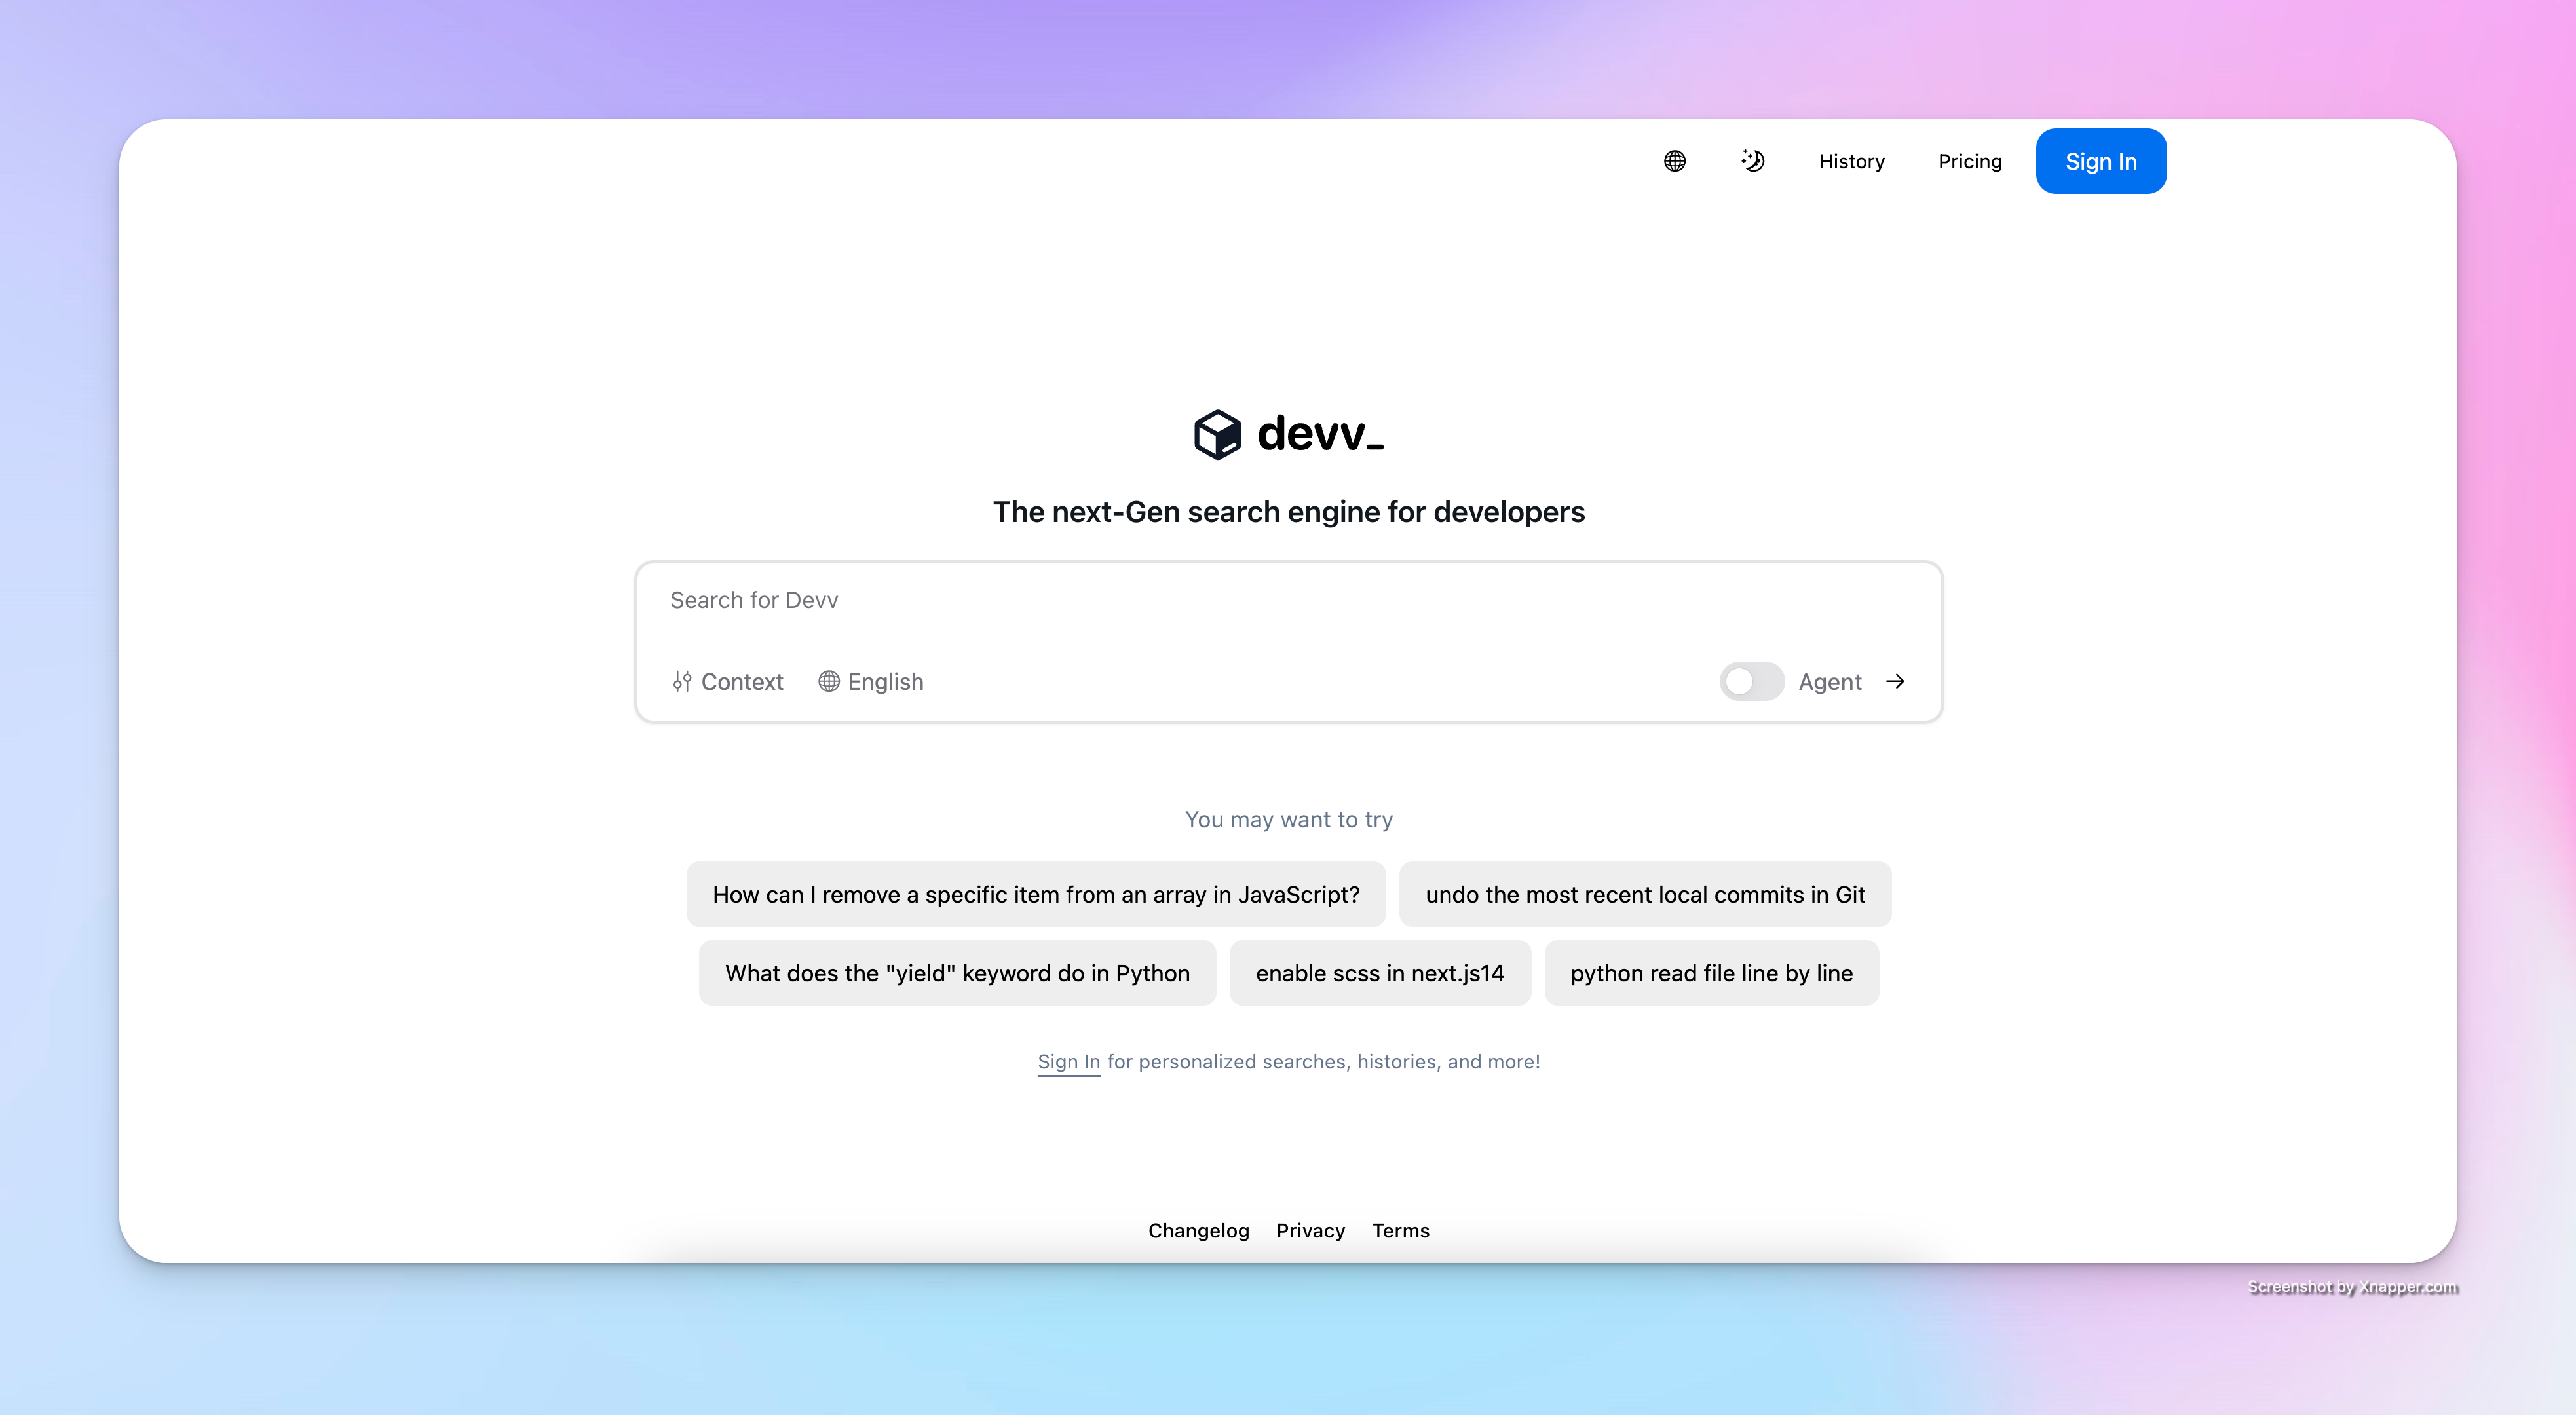 History Pricing Sign In
devv_
The next-Gen search engine for developers
Search for Devv
Context English Agent
You may want to try
How can I remove a specific item from an array in JavaScript? undo the most recent local commits in Git
What does the "yield" keyword do in Python enable scss in next.js14 python read file line by line
Sign In for personalized searches, histories, and more!
Changelog Privacy Terms
Screenshot by Xnapper.com